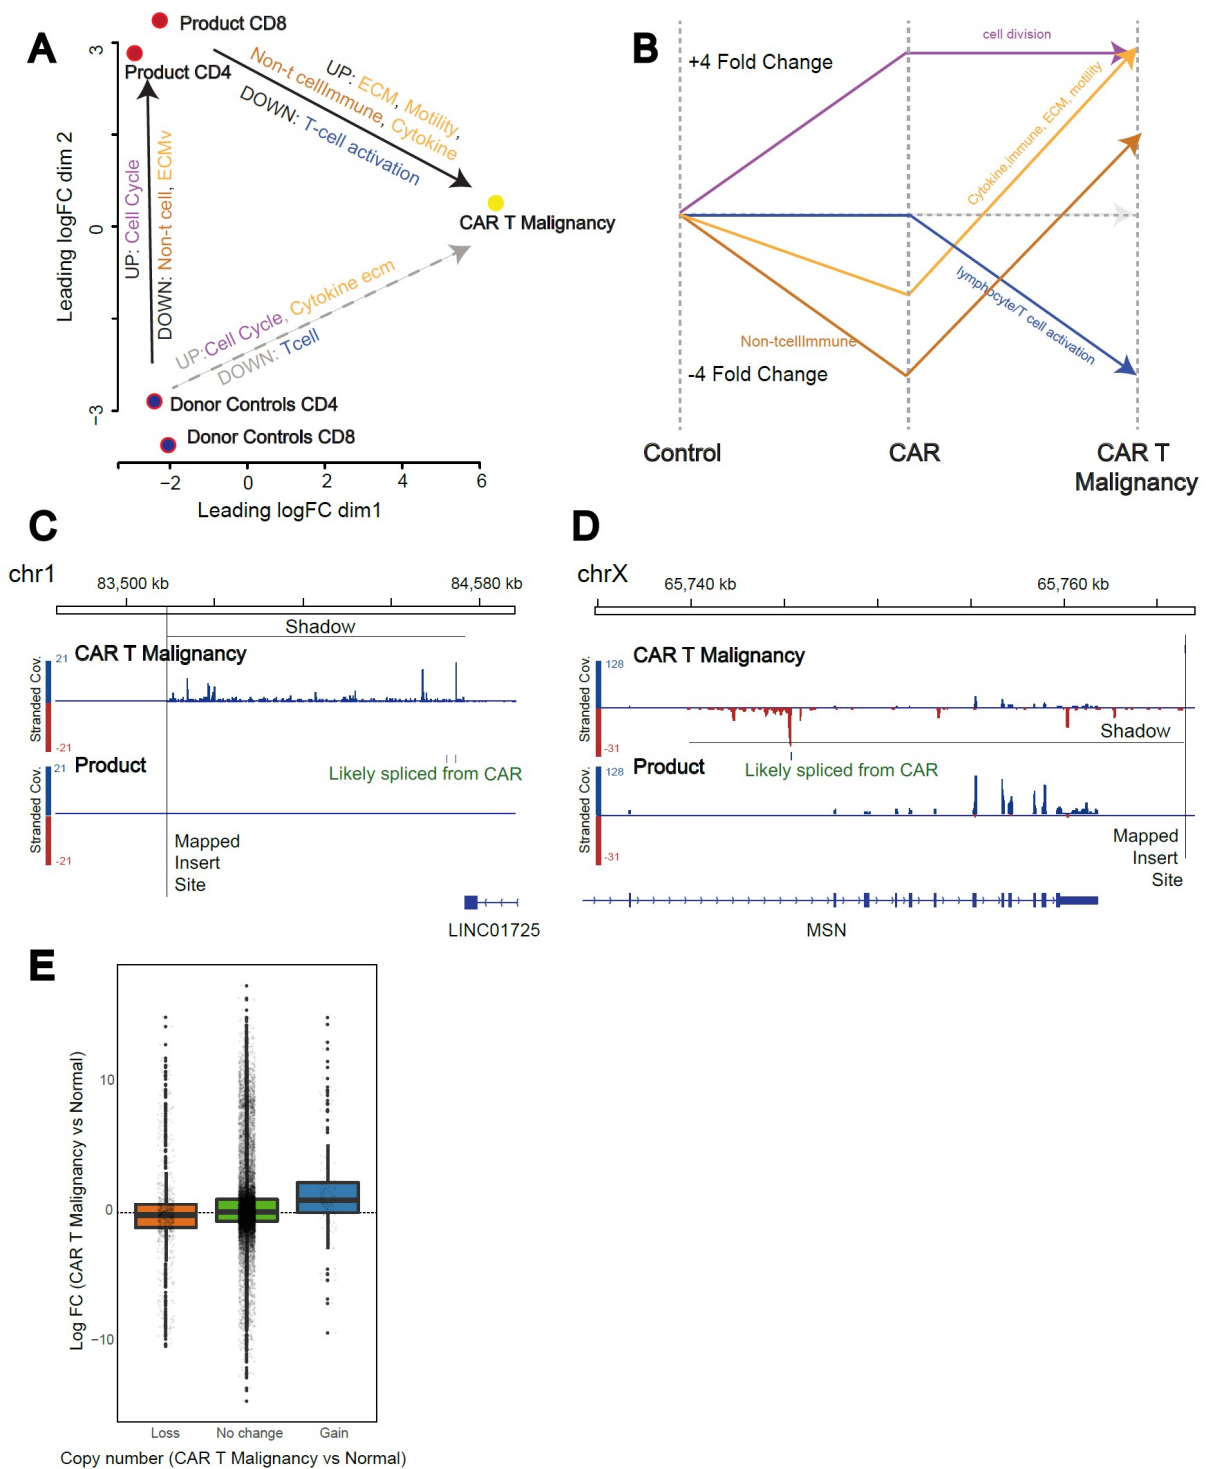 A
Product CD8
3
Product CD4
UP: ECM, Motility,
Non-t cellImmune, Cytokine
DOWN: T-cell activation
Leading logFC dim 2
UP: Cell Cycle
DOWN: Non-t cell, ECMv
0
CAR T Malignancy
UP:Cell Cycle, Cytokine ecm
DOWN: Tcell
−3
Donor Controls CD4
Donor Controls CD8
−2 0 2 4 6
Leading logFC dim1
B
cell division
+4 Fold Change
Cytokine,immune, ECM, motility
lymphocyte/T cell activation
Non-tcellImmune
-4 Fold Change
Control CAR CAR T
Malignancy
C
chr1
83,500 kb 84,580 kb
Shadow
CAR T Malignancy
Stranded Cov.
21
-21
Product
Stranded Cov.
21
-21
Likely spliced from CAR
Mapped
Insert
Site
LINC01725
D
chrX
65,740 kb 65,760 kb
CAR T Malignancy
Stranded Cov.
128
-31
Shadow
Product
Stranded Cov.
128
-31
Likely spliced from CAR
Mapped
Insert
Site
MSN
E
Log FC (CAR T Malignancy vs Normal)
10
0
−10
Loss No change Gain
Copy number (CAR T Malignancy vs Normal)